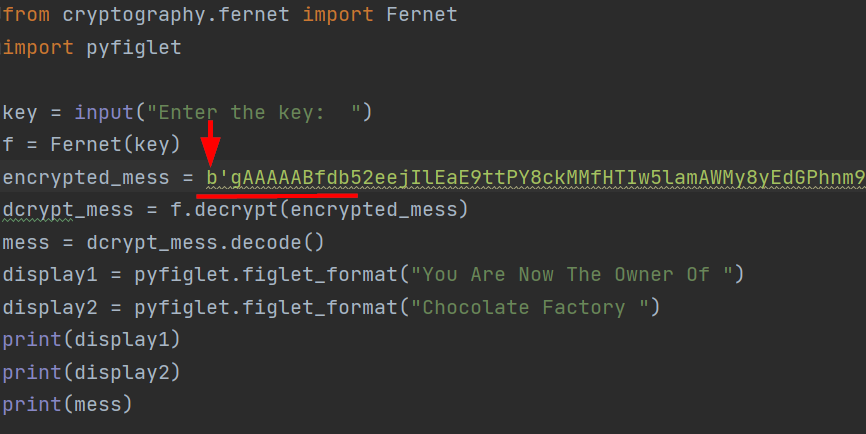 from cryptography.fernet import Fernet
import pyfiglet
key = input("Enter the key:  ")
f = Fernet(key)
encrypted_mess = b'gAAAAABfdb52eejIlEaE9ttPY8ckMMfHTIw5lamAWMy8yEdGPhnm9
dcrypt_mess = f.decrypt(encrypted_mess)
mess = dcrypt_mess.decode()
display1 = pyfiglet.figlet_format("You Are Now The Owner Of ")
display2 = pyfiglet.figlet_format("Chocolate Factory ")
print(display1)
print(display2)
print(mess)